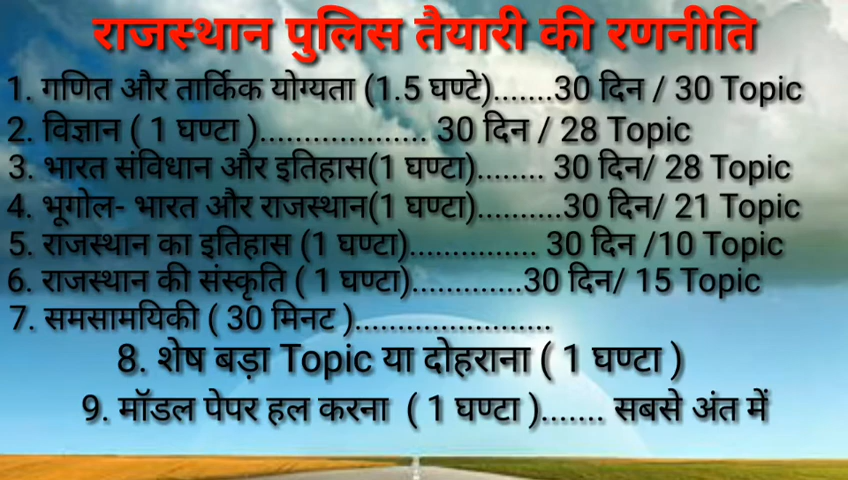 राजस्थान पुलिस तैयारी की रणनीति
1. गणित और तार्किक योग्यता (1.5 घण्टे).......30 दिन / 30 Topic
2. विज्ञान ( 1 घण्टा )................... 30 दिन / 28 Topic
3. भारत संविधान और इतिहास(1 घण्टा)........ 30 दिन/ 28 Topic
4. भूगोल- भारत और राजस्थान(1 घण्टा)..........30 दिन/ 21 Topic
5. राजस्थान का इतिहास (1 घण्टा)............... 30 दिन /10 Topic
6. राजस्थान की संस्कृति ( 1 घण्टा).............30 दिन/ 15 Topic
7. समसामयिकी ( 30 मिनट ).......................
8. शेष बड़ा Topic या दोहराना ( 1 घण्टा )
9. मॉडल पेपर हल करना ( 1 घण्टा )....... सबसे अंत में